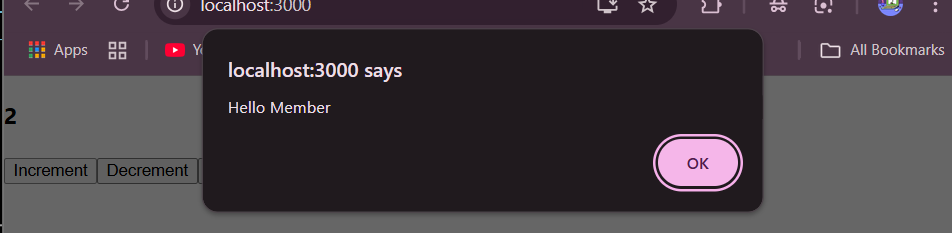 localhost:3000
Apps
All Bookmarks
localhost:3000 says
Hello Member
OK
2
Increment
Decrement